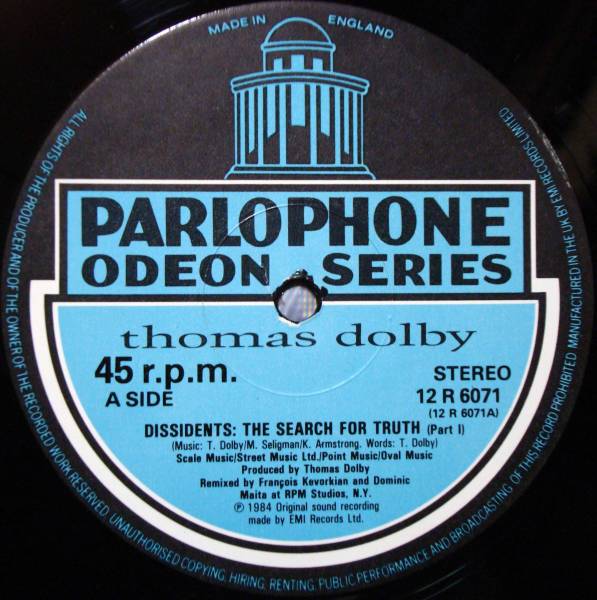 MADE IN ENGLAND
PARLOPHONE
ODEON SERIES
thomas dolby
45 r.p.m.
STEREO
A SIDE
12 R 6071
(12 R 6071A)
DISSIDENTS: THE SEARCH FOR TRUTH (Part I)
(Music: T. Dolby/M. Seligman/K. Armstrong. Words: T. Dolby)
Scale Music/Street Music Ltd./Point Music/Oval Music
Produced by Thomas Dolby
Remixed by François Kevorkian and Dominic
Maita at RPM Studios, N.Y.
℗ 1984 Original sound recording
made by EMI Records Ltd.
ALL RIGHTS OF THE PRODUCER AND OF THE OWNER OF THE RECORDED WORK RESERVED. UNAUTHORISED COPYING, HIRING, RENTING, PUBLIC PERFORMANCE AND BROADCASTING OF THIS RECORD PROHIBITED. MANUFACTURED IN THE UK BY EMI RECORDS LIMITED